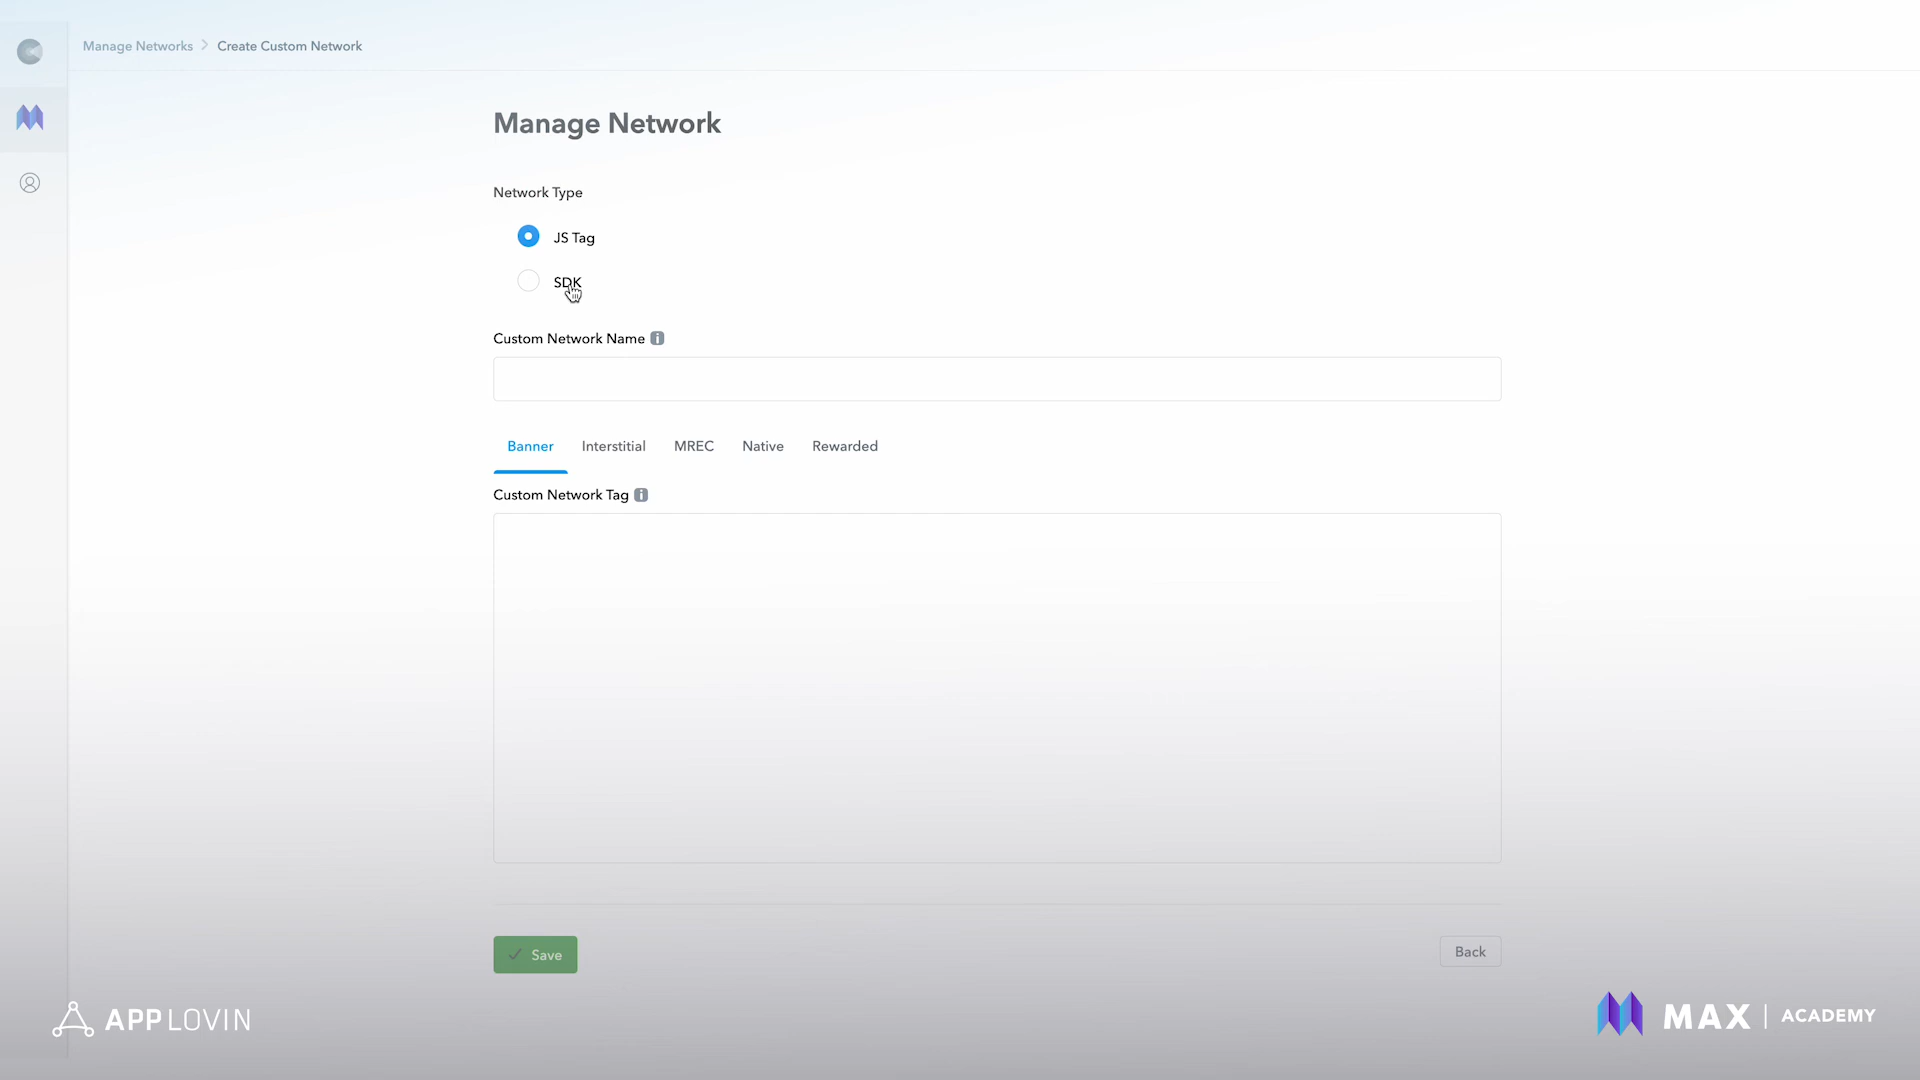 Manage Networks > Create Custom Network
Manage Network
Network Type
JS Tag
SDK
Custom Network Name
Banner Interstitial MREC Native Rewarded
Custom Network Tag
Save
Back
APPLOVIN
MAX | ACADEMY